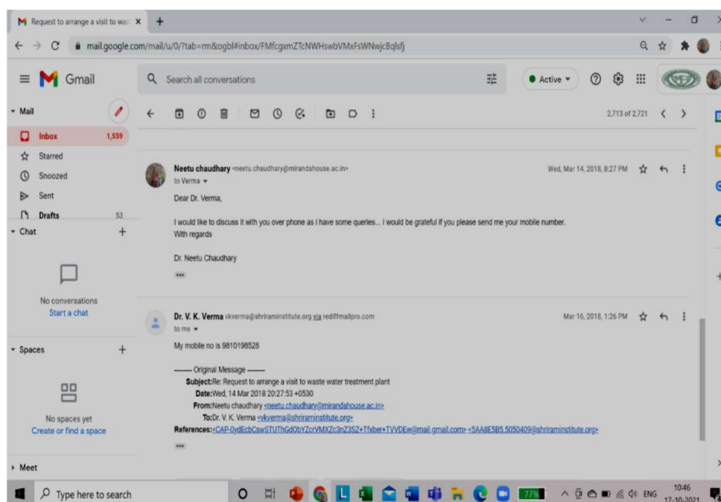 Request to arrange a visit to wast
mail.google.com/mail/u/0/?tab=rm&ogbl#inbox/FMfcgxmZTcNWHswbVMxFsWNwjcBqlsfj
Gmail
Search all conversations
Active
Mail
2,713 of 2,721
Inbox 1,559
Starred
Snoozed
Sent
Drafts 53
Chat
No conversations
Start a chat
Spaces
No spaces yet
Create or find a space
Meet
Neetu chaudhary <neetu.chaudhary@mirandahouse.ac.in>
Wed, Mar 14, 2018, 8:27 PM
to Verma
Dear Dr. Verma,
I would like to discuss it with you over phone as i have some queries... I would be grateful if you please send me your mobile number.
With regards
Dr. Neetu Chaudhary
Dr. V. K. Verma vkverma@shriraminstitute.org via rediffmailpro.com
Mar 16, 2018, 1:26 PM
to me
My mobile no is 9810198528
-------- Original Message --------
Subject:Re: Request to arrange a visit to waste water treatment plant
Date:Wed, 14 Mar 2018 20:27:53 +0530
From:Neetu chaudhary <neetu.chaudhary@mirandahouse.ac.in>
To:Dr. V. K. Verma <vkverma@shriraminstitute.org>
References:
Type here to search
77%
ENG
10:46
17-10-2021